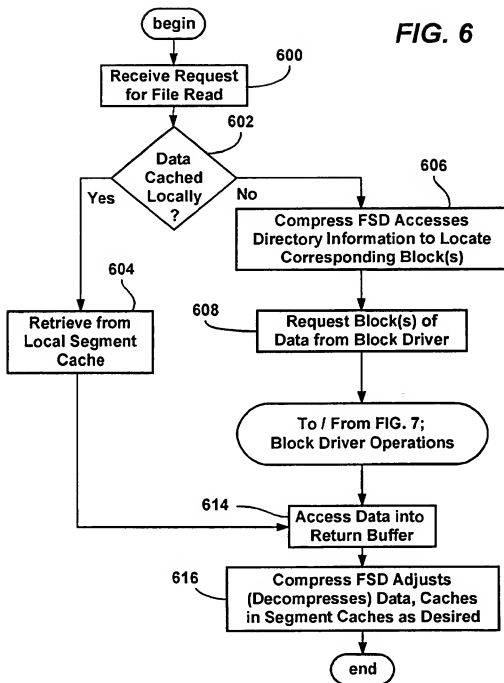 begin
FIG. 6
600
Receive Request
for File Read
602
Data
Cached
Locally
?
Yes
No
606
Compress FSD Accesses
Directory Information to Locate
Corresponding Block(s)
604
Retrieve from
Local Segment
Cache
608
Request Block(s) of
Data from Block Driver
To / From FIG. 7;
Block Driver Operations
614
Access Data into
Return Buffer
616
Compress FSD Adjusts
(Decompresses) Data, Caches
in Segment Caches as Desired
end